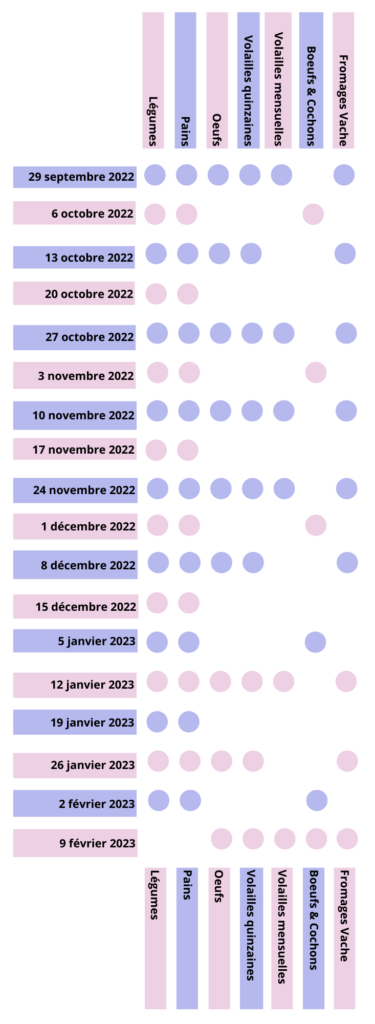 Légumes
Pains
Oeufs
Volailles quinzaines
Volailles mensuelles
Boeufs & Cochons
Fromages Vache
29 septembre 2022
6 octobre 2022
13 octobre 2022
20 octobre 2022
27 octobre 2022
3 novembre 2022
10 novembre 2022
17 novembre 2022
24 novembre 2022
1 décembre 2022
8 décembre 2022
15 décembre 2022
5 janvier 2023
12 janvier 2023
19 janvier 2023
26 janvier 2023
2 février 2023
9 février 2023
Légumes
Pains
Oeufs
Volailles quinzaines
Volailles mensuelles
Boeufs & Cochons
Fromages Vache